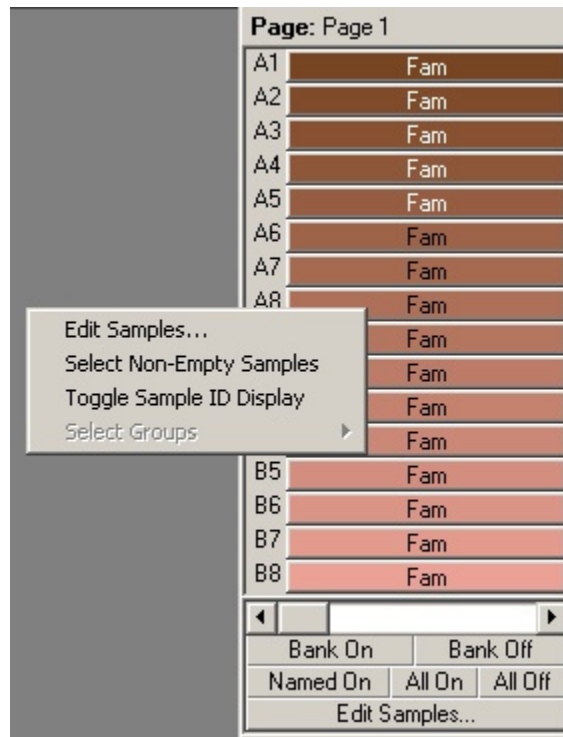 Page: Page 1
A1 Fam
A2 Fam
A3 Fam
A4 Fam
A5 Fam
A6 Fam
A7 Fam
A8 Fam
Fam
Fam
Fam
Fam
B5 Fam
B6 Fam
B7 Fam
B8 Fam
Edit Samples...
Select Non-Empty Samples
Toggle Sample ID Display
Select Groups
Bank On Bank Off
Named On All On All Off
Edit Samples...